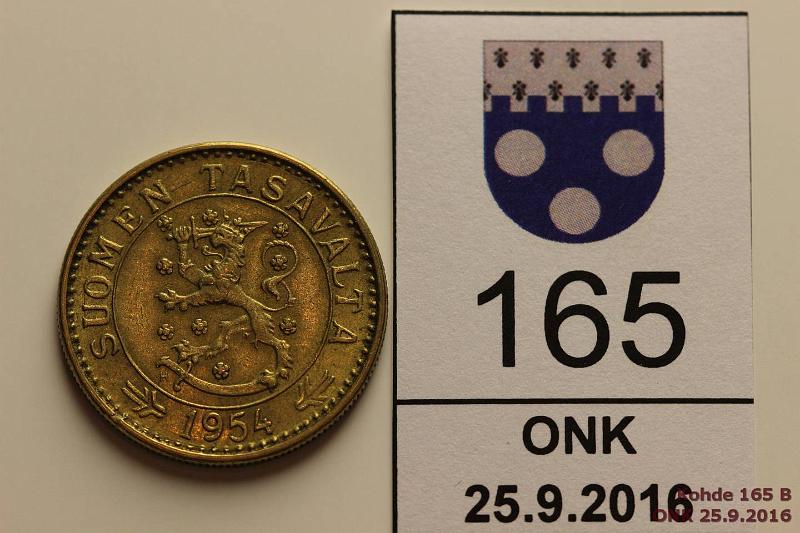 SUOMEN TASAVALTA
1954
165
ONK
25.9.2016
Kohde 165 B
ONK 25.9.2016